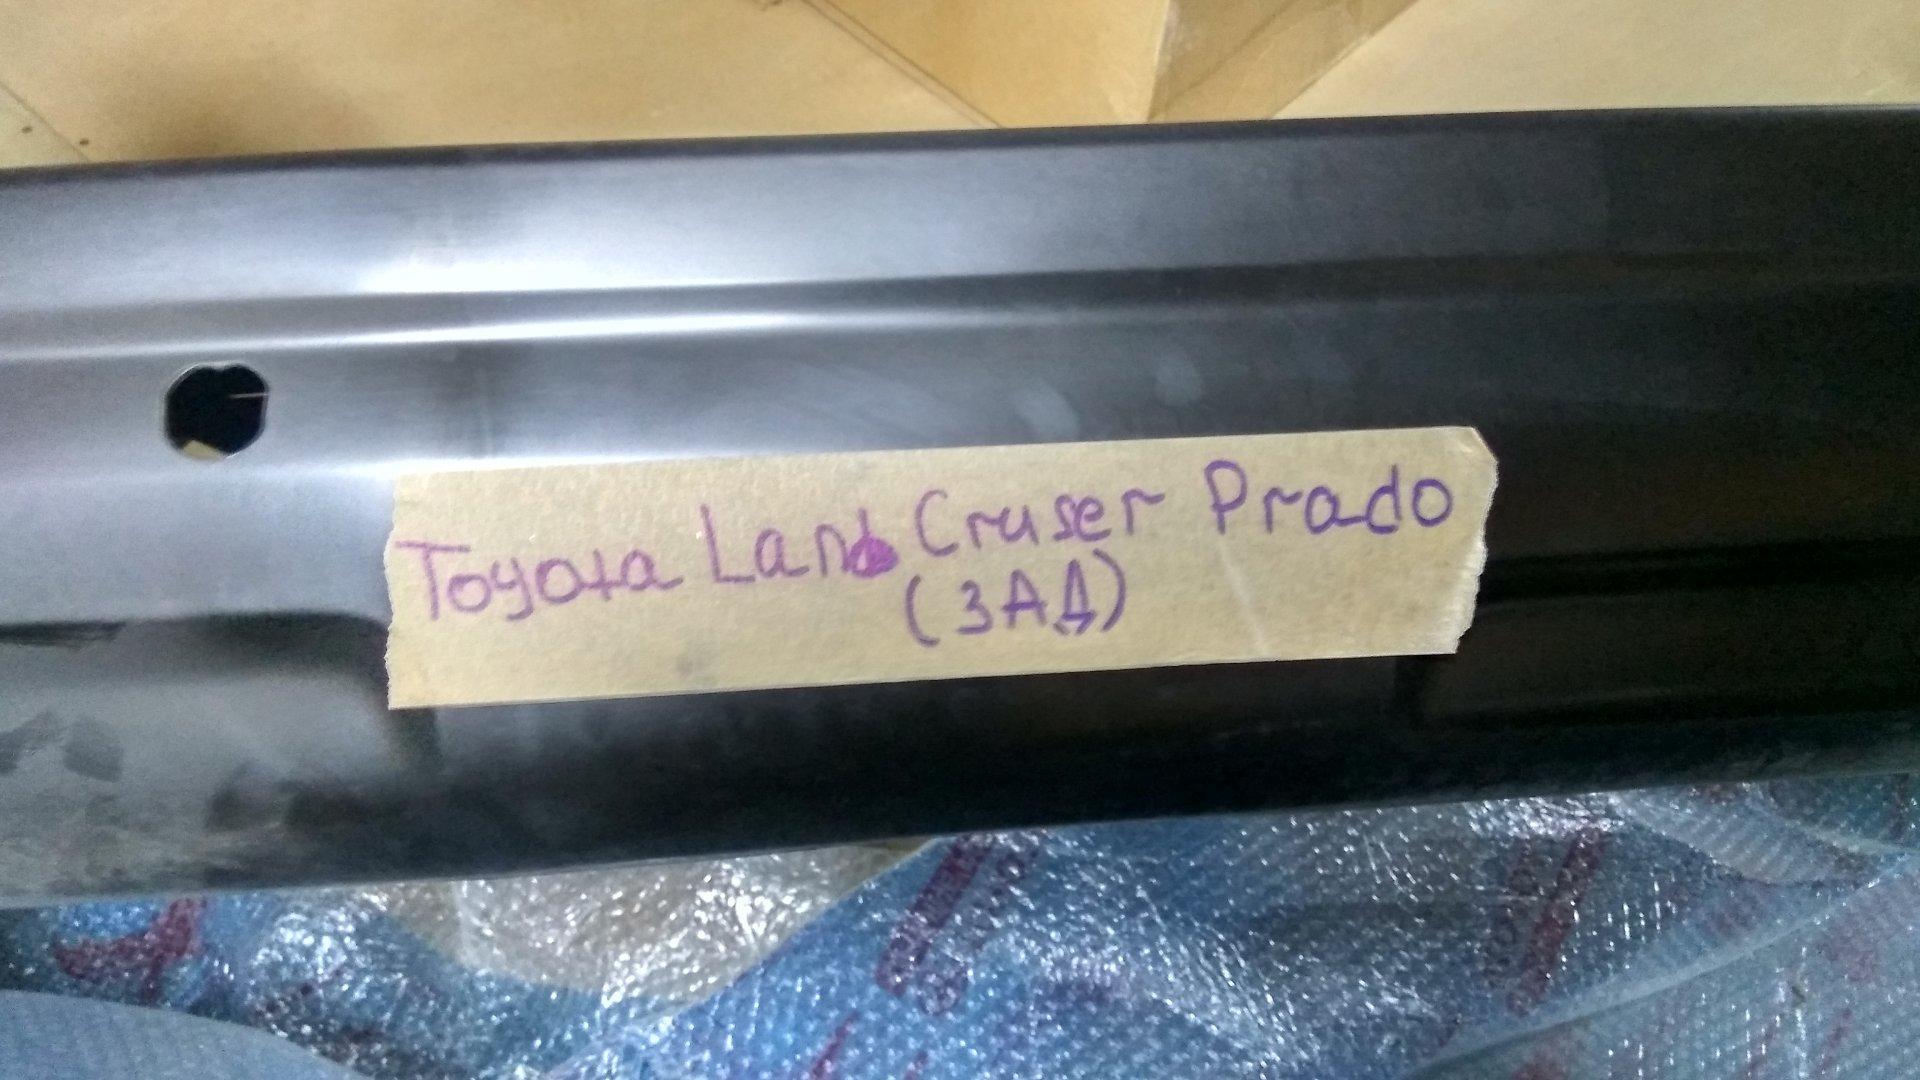 Toyota Land Cruser Prado
(ЗАД)